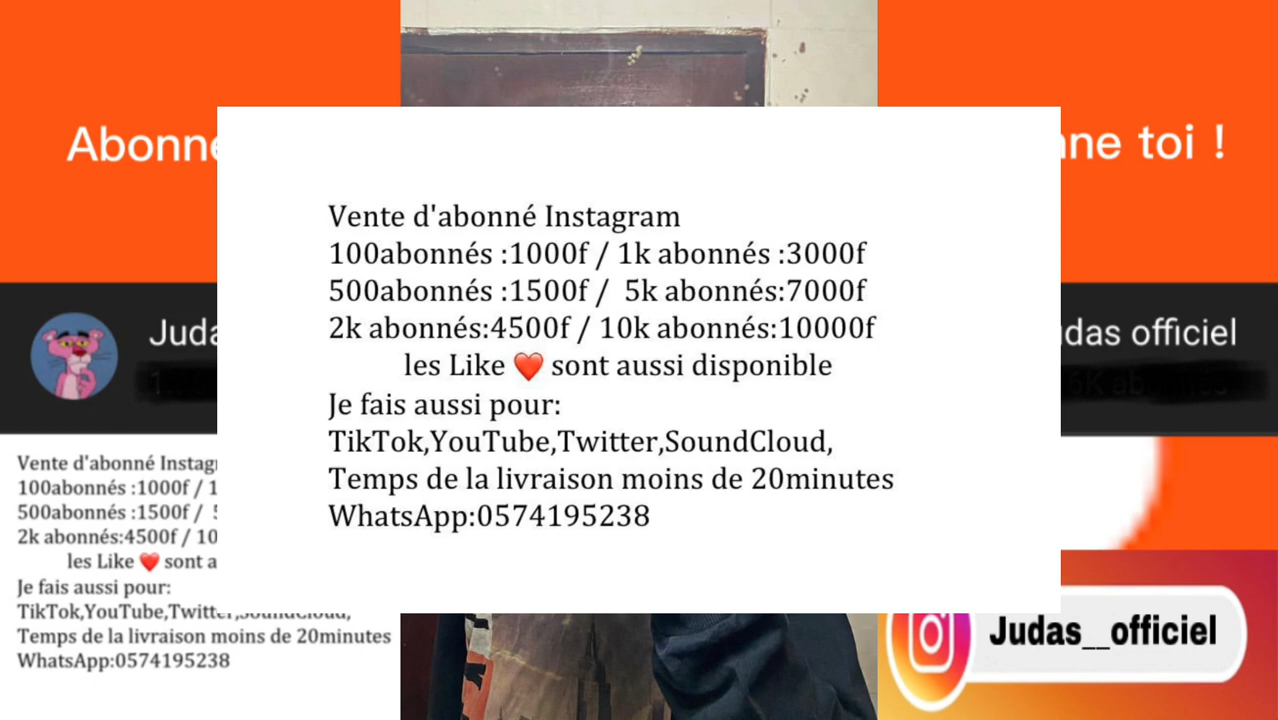 Abonne
nne toi !
Vente d'abonné Instagram
100abonnés :1000f / 1k abonnés :3000f
500abonnés :1500f /  5k abonnés:7000f
2k abonnés:4500f / 10k abonnés:10000f
les Like ❤️ sont aussi disponible
Je fais aussi pour:
TikTok,YouTube,Twitter,SoundCloud,
Temps de la livraison moins de 20minutes
WhatsApp:0574195238
Juda
das officiel
Vente d'abonné Instagr
100abonnés :1000f / 1
500abonnés :1500f /
2k abonnés:4500f / 10
les Like ❤️ sont a
Je fais aussi pour:
TikTok,YouTube,Twitter,SoundCloud,
Temps de la livraison moins de 20minutes
WhatsApp:0574195238
Judas__officiel